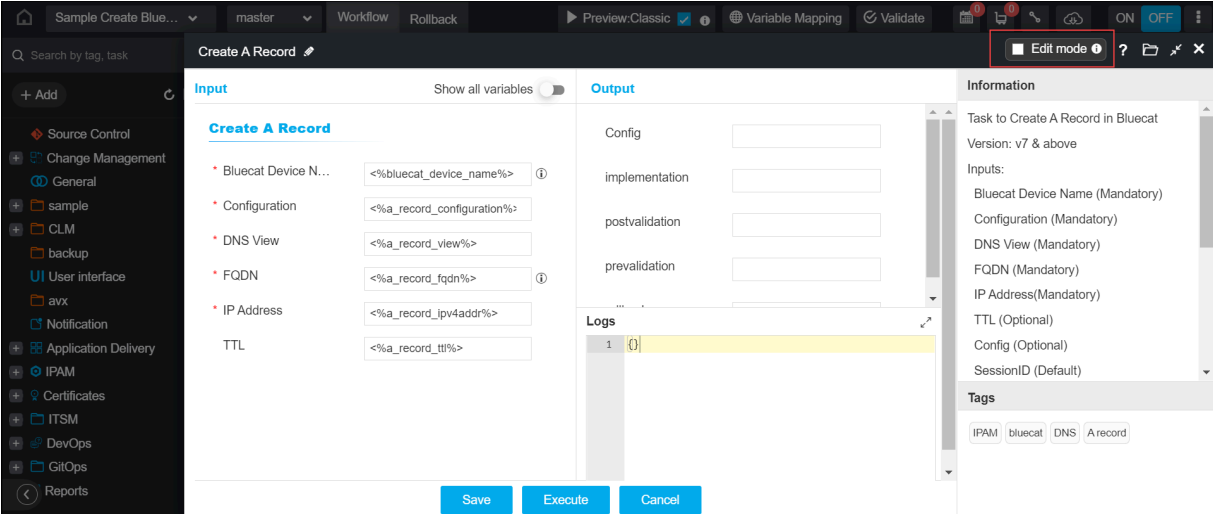 Sample Create Blue...
master
Workflow
Rollback
Preview:Classic
Variable Mapping
Validate
0
0
ON
OFF
Search by tag, task
+ Add
Source Control
Change Management
General
sample
CLM
backup
UI User interface
avx
Notification
Application Delivery
IPAM
Certificates
ITSM
DevOps
GitOps
Reports
Create A Record
Edit mode
?
Input
Show all variables
Create A Record
* Bluecat Device N...
<%bluecat_device_name%>
* Configuration
<%a_record_configuration%>
* DNS View
<%a_record_view%>
* FQDN
<%a_record_fqdn%>
* IP Address
<%a_record_ipv4addr%>
TTL
<%a_record_ttl%>
Output
Config
implementation
postvalidation
prevalidation
Logs
1 {}
Save
Execute
Cancel
Information
Task to Create A Record in Bluecat
Version: v7 & above
Inputs:
Bluecat Device Name (Mandatory)
Configuration (Mandatory)
DNS View (Mandatory)
FQDN (Mandatory)
IP Address(Mandatory)
TTL (Optional)
Config (Optional)
SessionID (Default)
Tags
IPAM
bluecat
DNS
A record